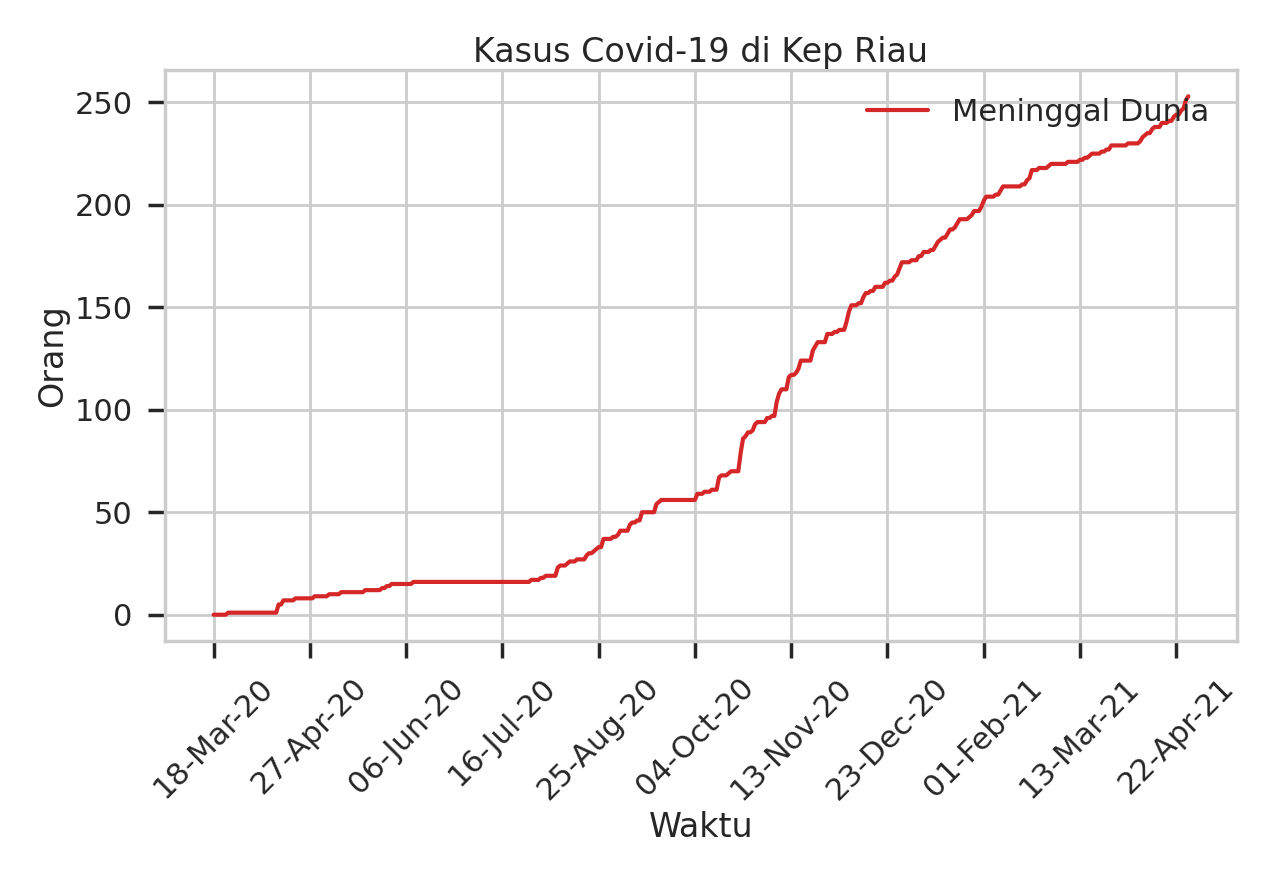 Kasus Covid-19 di Kep Riau
Meninggal Dunia
Orang
250
200
150
100
50
0
18-Mar-20
27-Apr-20
06-Jun-20
16-Jul-20
25-Aug-20
04-Oct-20
13-Nov-20
23-Dec-20
01-Feb-21
13-Mar-21
22-Apr-21
Waktu